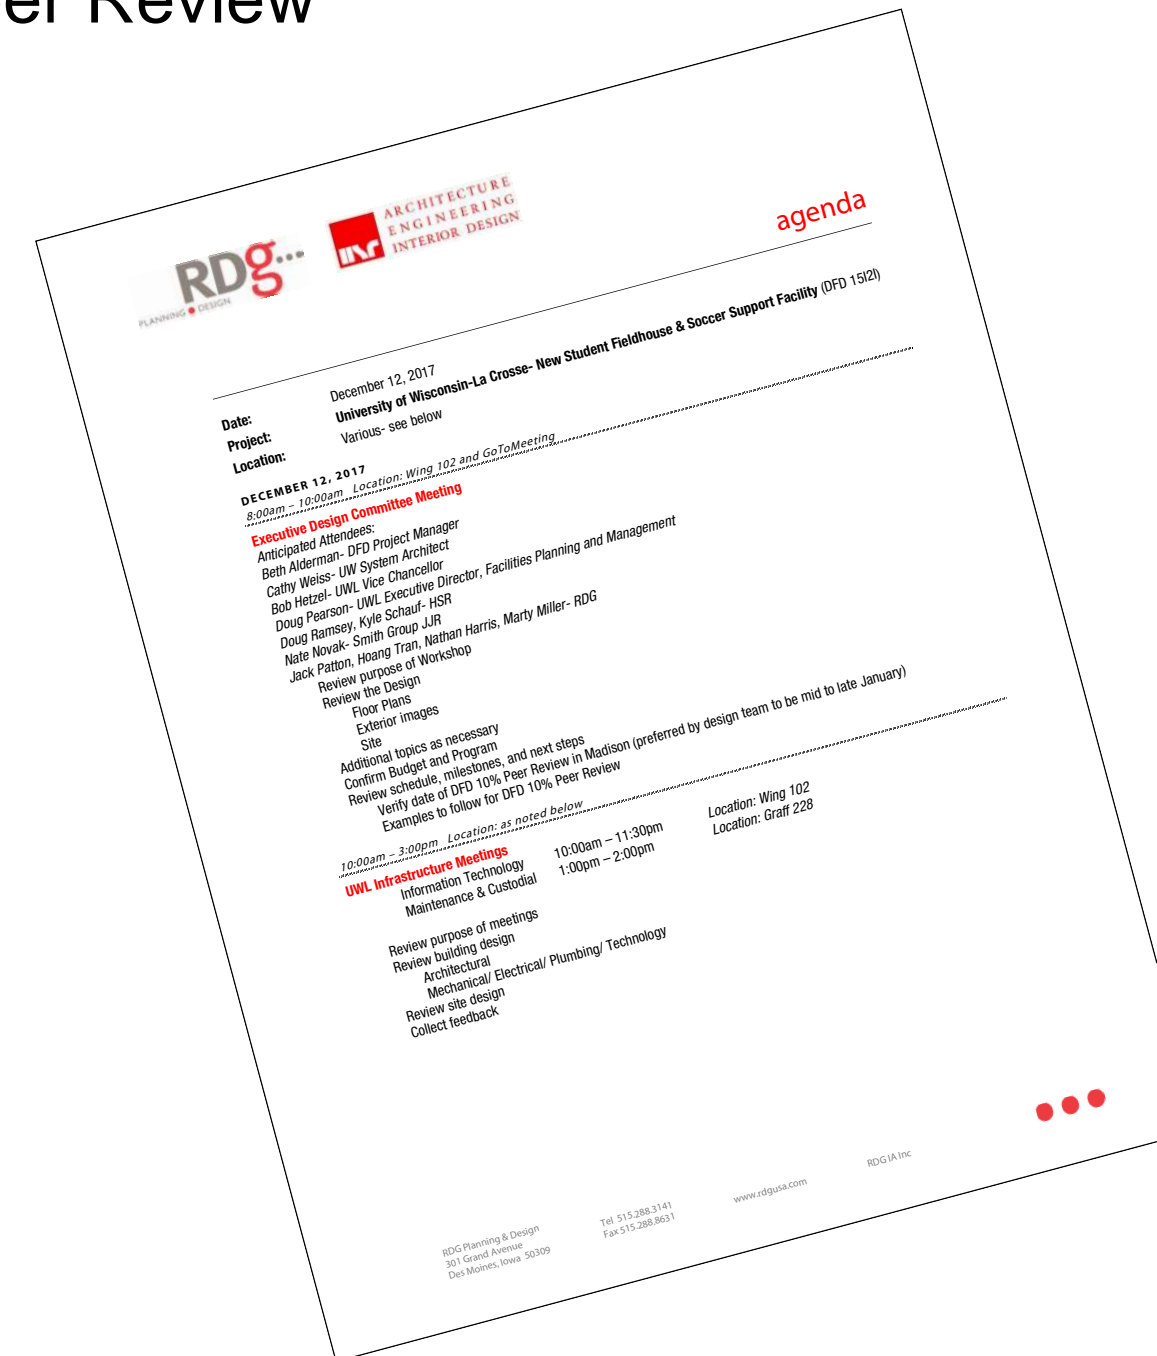 er Review
RDg...
PLANNING • DESIGN
HSR
ARCHITECTURE
ENGINEERING
INTERIOR DESIGN
agenda
Date: December 12, 2017
Project: University of Wisconsin-La Crosse- New Student Fieldhouse & Soccer Support Facility (DFD 15I2I)
Location: Various- see below
DECEMBER 12, 2017
8:00am – 10:00am Location: Wing 102 and GoToMeeting
Executive Design Committee Meeting
Anticipated Attendees:
Beth Alderman- DFD Project Manager
Cathy Weiss- UW System Architect
Bob Hetzel- UWL Vice Chancellor
Doug Pearson- UWL Executive Director, Facilities Planning and Management
Doug Ramsey, Kyle Schauf- HSR
Nate Novak- Smith Group JJR
Jack Patton, Hoang Tran, Nathan Harris, Marty Miller- RDG
Review purpose of Workshop
Review the Design
Floor Plans
Exterior images
Site
Additional topics as necessary
Confirm Budget and Program
Review schedule, milestones, and next steps
Verify date of DFD 10% Peer Review in Madison (preferred by design team to be mid to late January)
Examples to follow for DFD 10% Peer Review
10:00am – 3:00pm Location: as noted below
UWL Infrastructure Meetings
Information Technology 10:00am – 11:30pm Location: Wing 102
Maintenance & Custodial 1:00pm – 2:00pm Location: Graff 228
Review purpose of meetings
Review building design
Architectural
Mechanical/ Electrical/ Plumbing/ Technology
Review site design
Collect feedback
RDG Planning & Design
301 Grand Avenue
Des Moines, Iowa 50309
Tel 515.288.3141
Fax 515.288.8631
www.rdgusa.com
RDG IA Inc